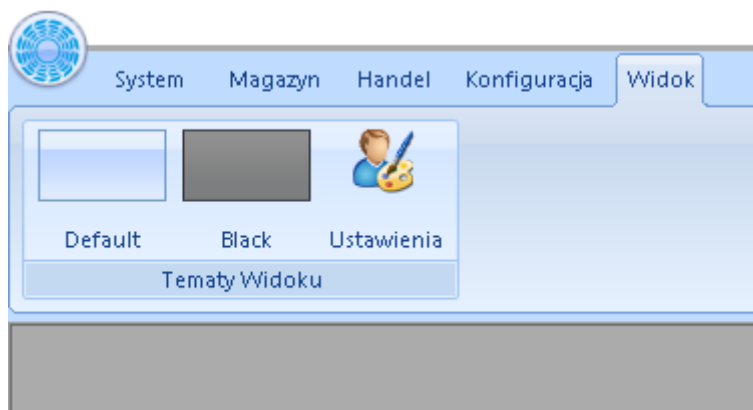 System Magazyn Handel Konfiguracja Widok
Default Black Ustawienia
Tematy Widoku